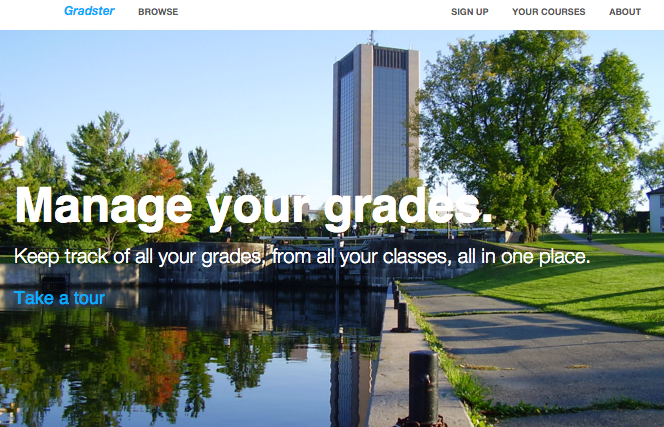 Gradster BROWSE SIGN UP YOUR COURSES ABOUT
Manage your grades.
Keep track of all your grades, from all your classes, all in one place.
Take a tour